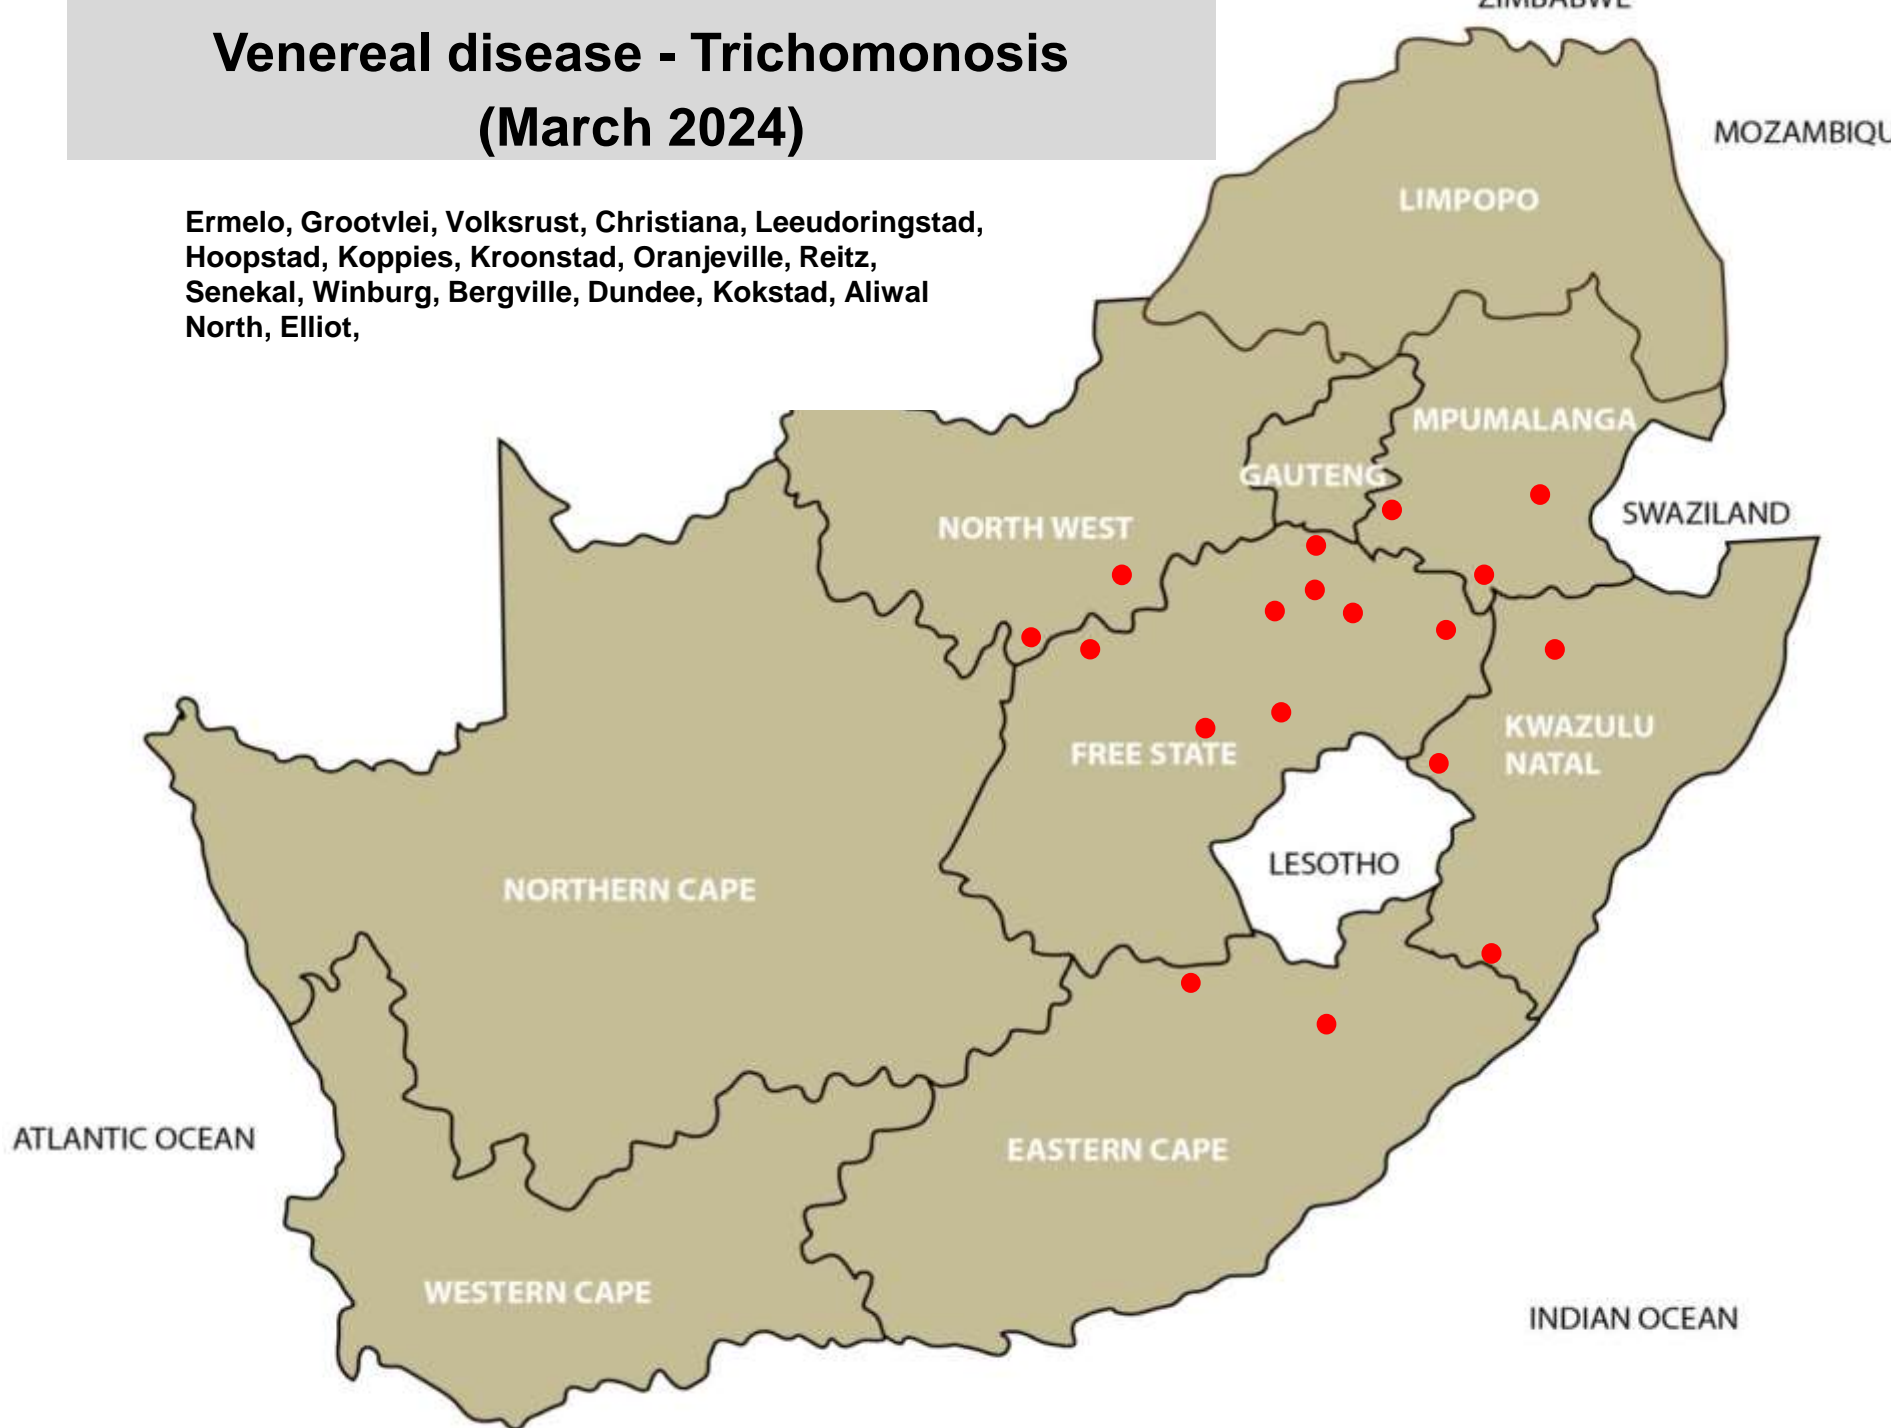 ZIMBABWE
Venereal disease - Trichomonosis
(March 2024)
MOZAMBIQU
LIMPOPO
Ermelo, Grootvlei, Volksrust, Christiana, Leeudoringstad,
Hoopstad, Koppies, Kroonstad, Oranjeville, Reitz,
Senekal, Winburg, Bergville, Dundee, Kokstad, Aliwal
North, Elliot,
MPUMALANGA
GAUTENG
SWAZILAND
NORTH WEST
KWAZULU
NATAL
FREE STATE
LESOTHO
NORTHERN CAPE
ATLANTIC OCEAN
EASTERN CAPE
WESTERN CAPE
INDIAN OCEAN